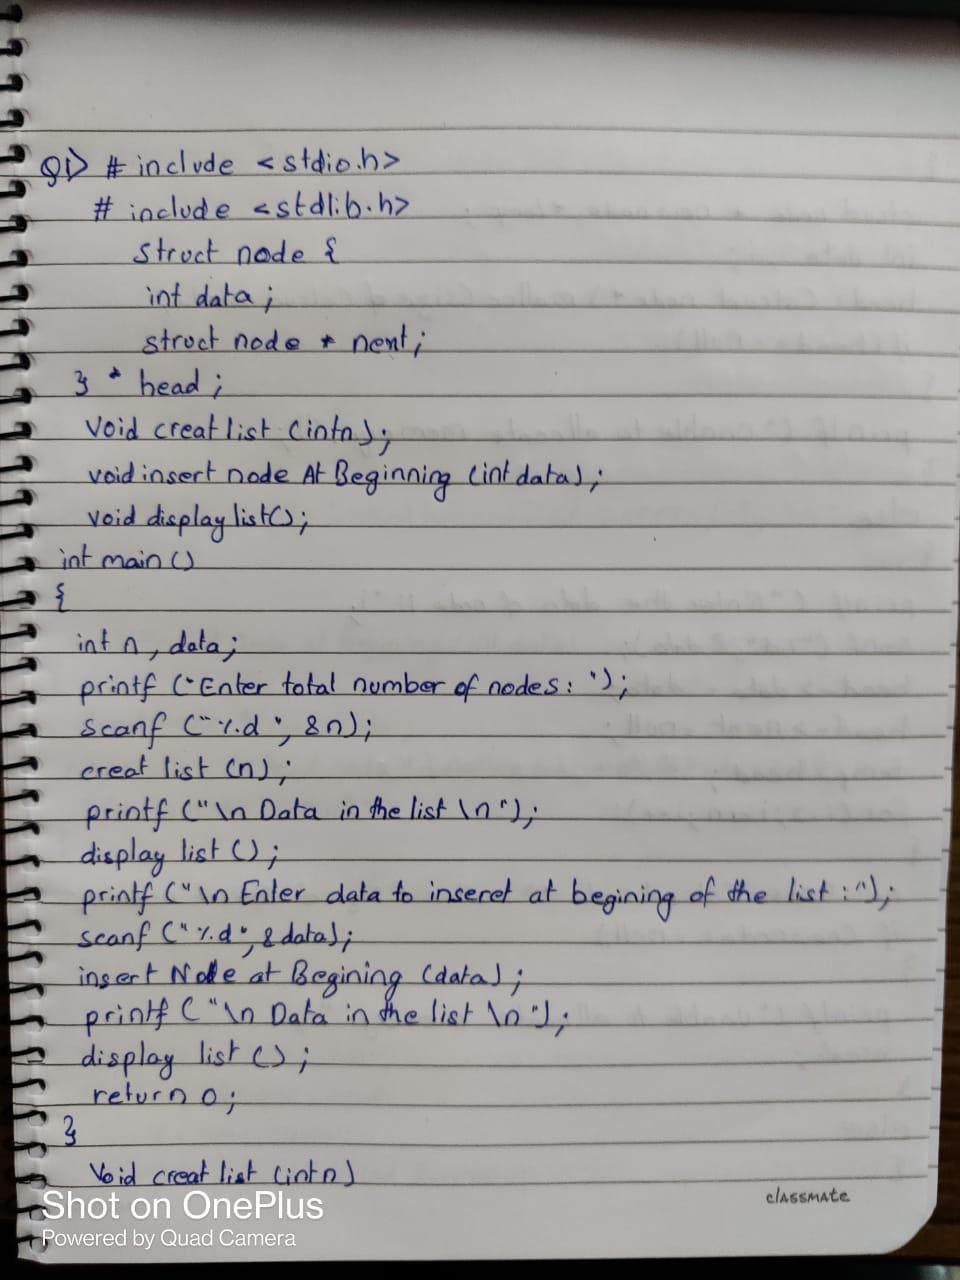 Q1> # include <stdio.h>
# include <stdlib.h>
struct node {
int data ;
struct node * next ;
} * head ;
Void creat list (int n) ;
void insert node At Beginning (int data) ;
void display list() ;
int main ()
{
int n , data ;
printf ("Enter total number of nodes : ") ;
scanf ("%d", &n) ;
creat list (n) ;
printf ("\n Data in the list \n") ;
display list () ;
printf ("\n Enter data to inseret at begining of the list : ") ;
scanf ("%d", &data) ;
insert Node at Begining (data) ;
printf ("\n Data in the list \n") ;
display list () ;
return 0 ;
}
Void creat list (int n)
classmate
Shot on OnePlus
Powered by Quad Camera